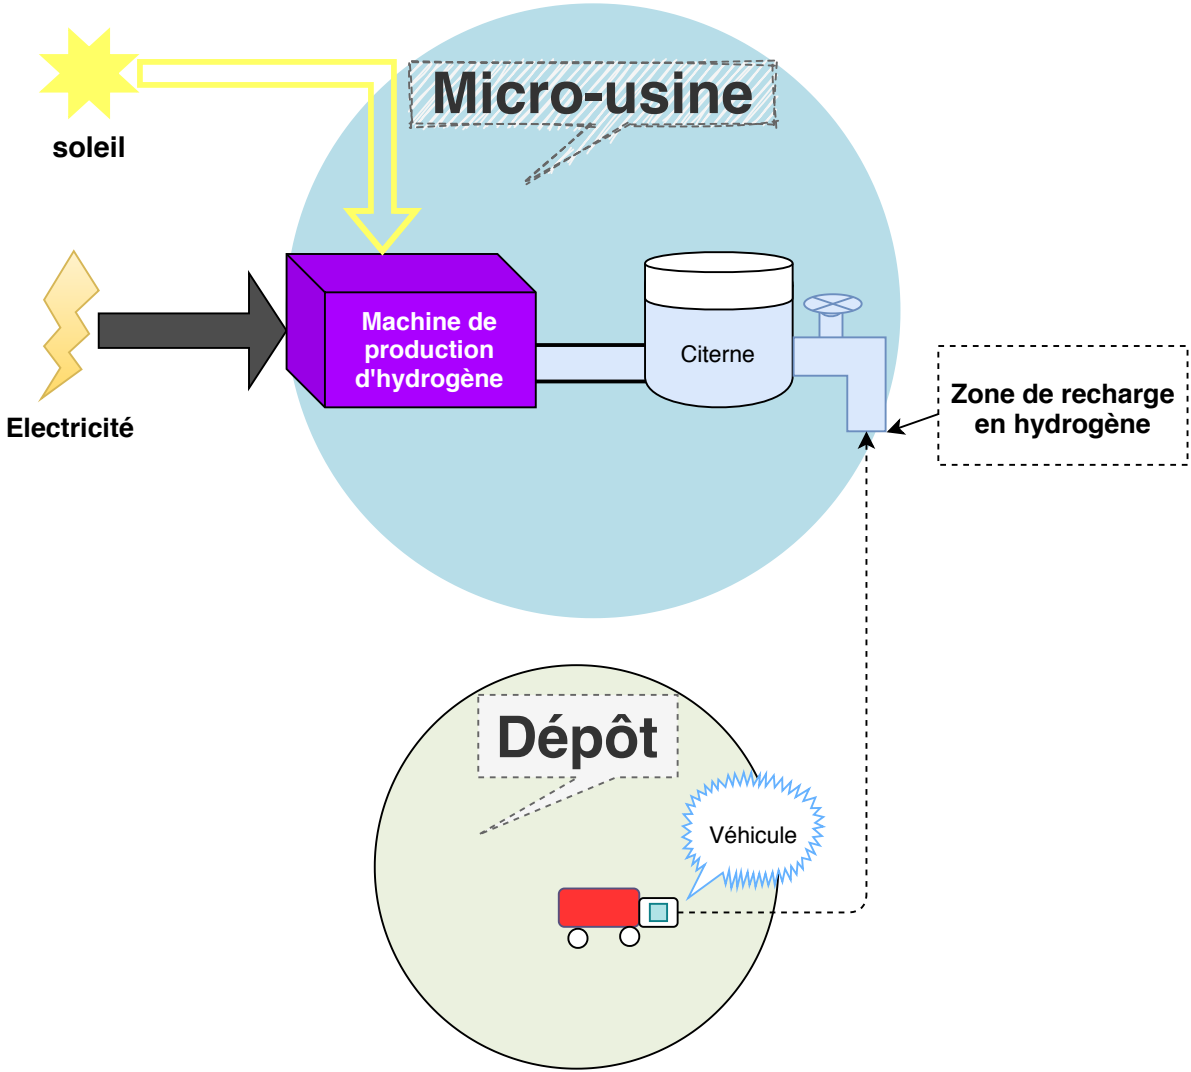 Micro-usine
soleil
Machine de
production
d'hydrogène
Citerne
Electricité
Zone de recharge
en hydrogène
Dépôt
Véhicule